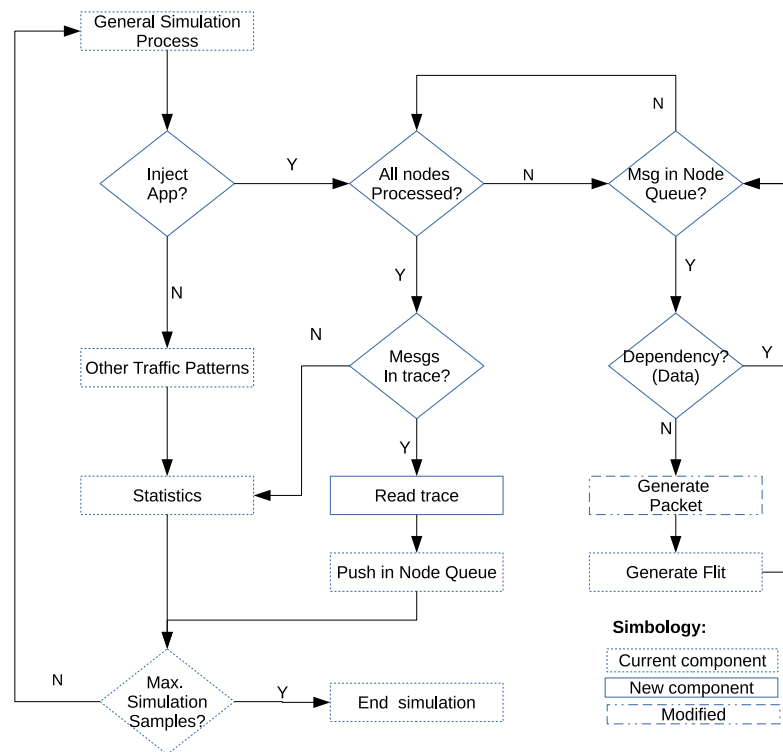 General Simulation
Process
Inject
App?
Y
All nodes
Processed?
N
Msg in Node
Queue?
N
N
Y
Y
Other Traffic Patterns
N
Mesgs
In trace?
Dependency?
(Data)
Y
Y
N
Statistics
Read trace
Generate
Packet
Push in Node Queue
Generate Flit
N
Max.
Simulation
Samples?
Y
End simulation
Simbology:
Current component
New component
Modified